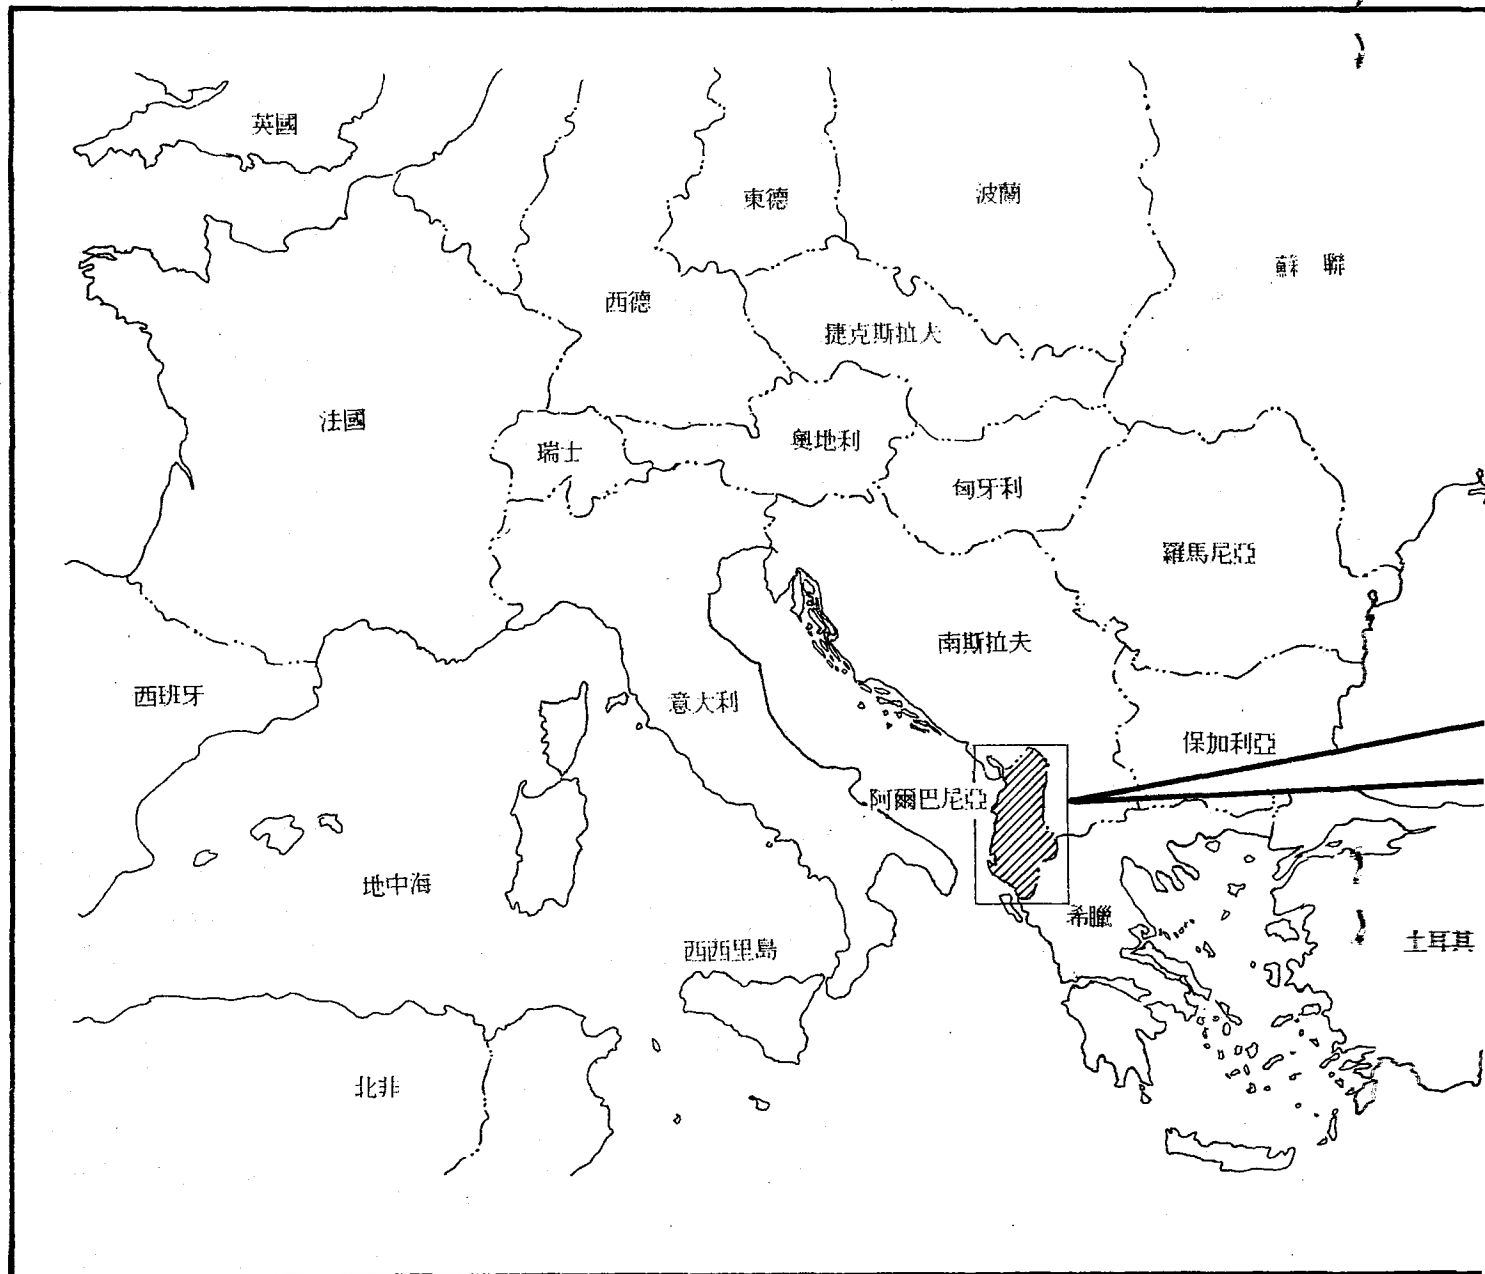 英國
東德
波蘭
蘇聯
西德
捷克斯拉夫
法國
瑞士
奧地利
匈牙利
羅馬尼亞
南斯拉夫
西班牙
意大利
保加利亞
阿爾巴尼亞
地中海
希臘
西西里島
土耳其
北非